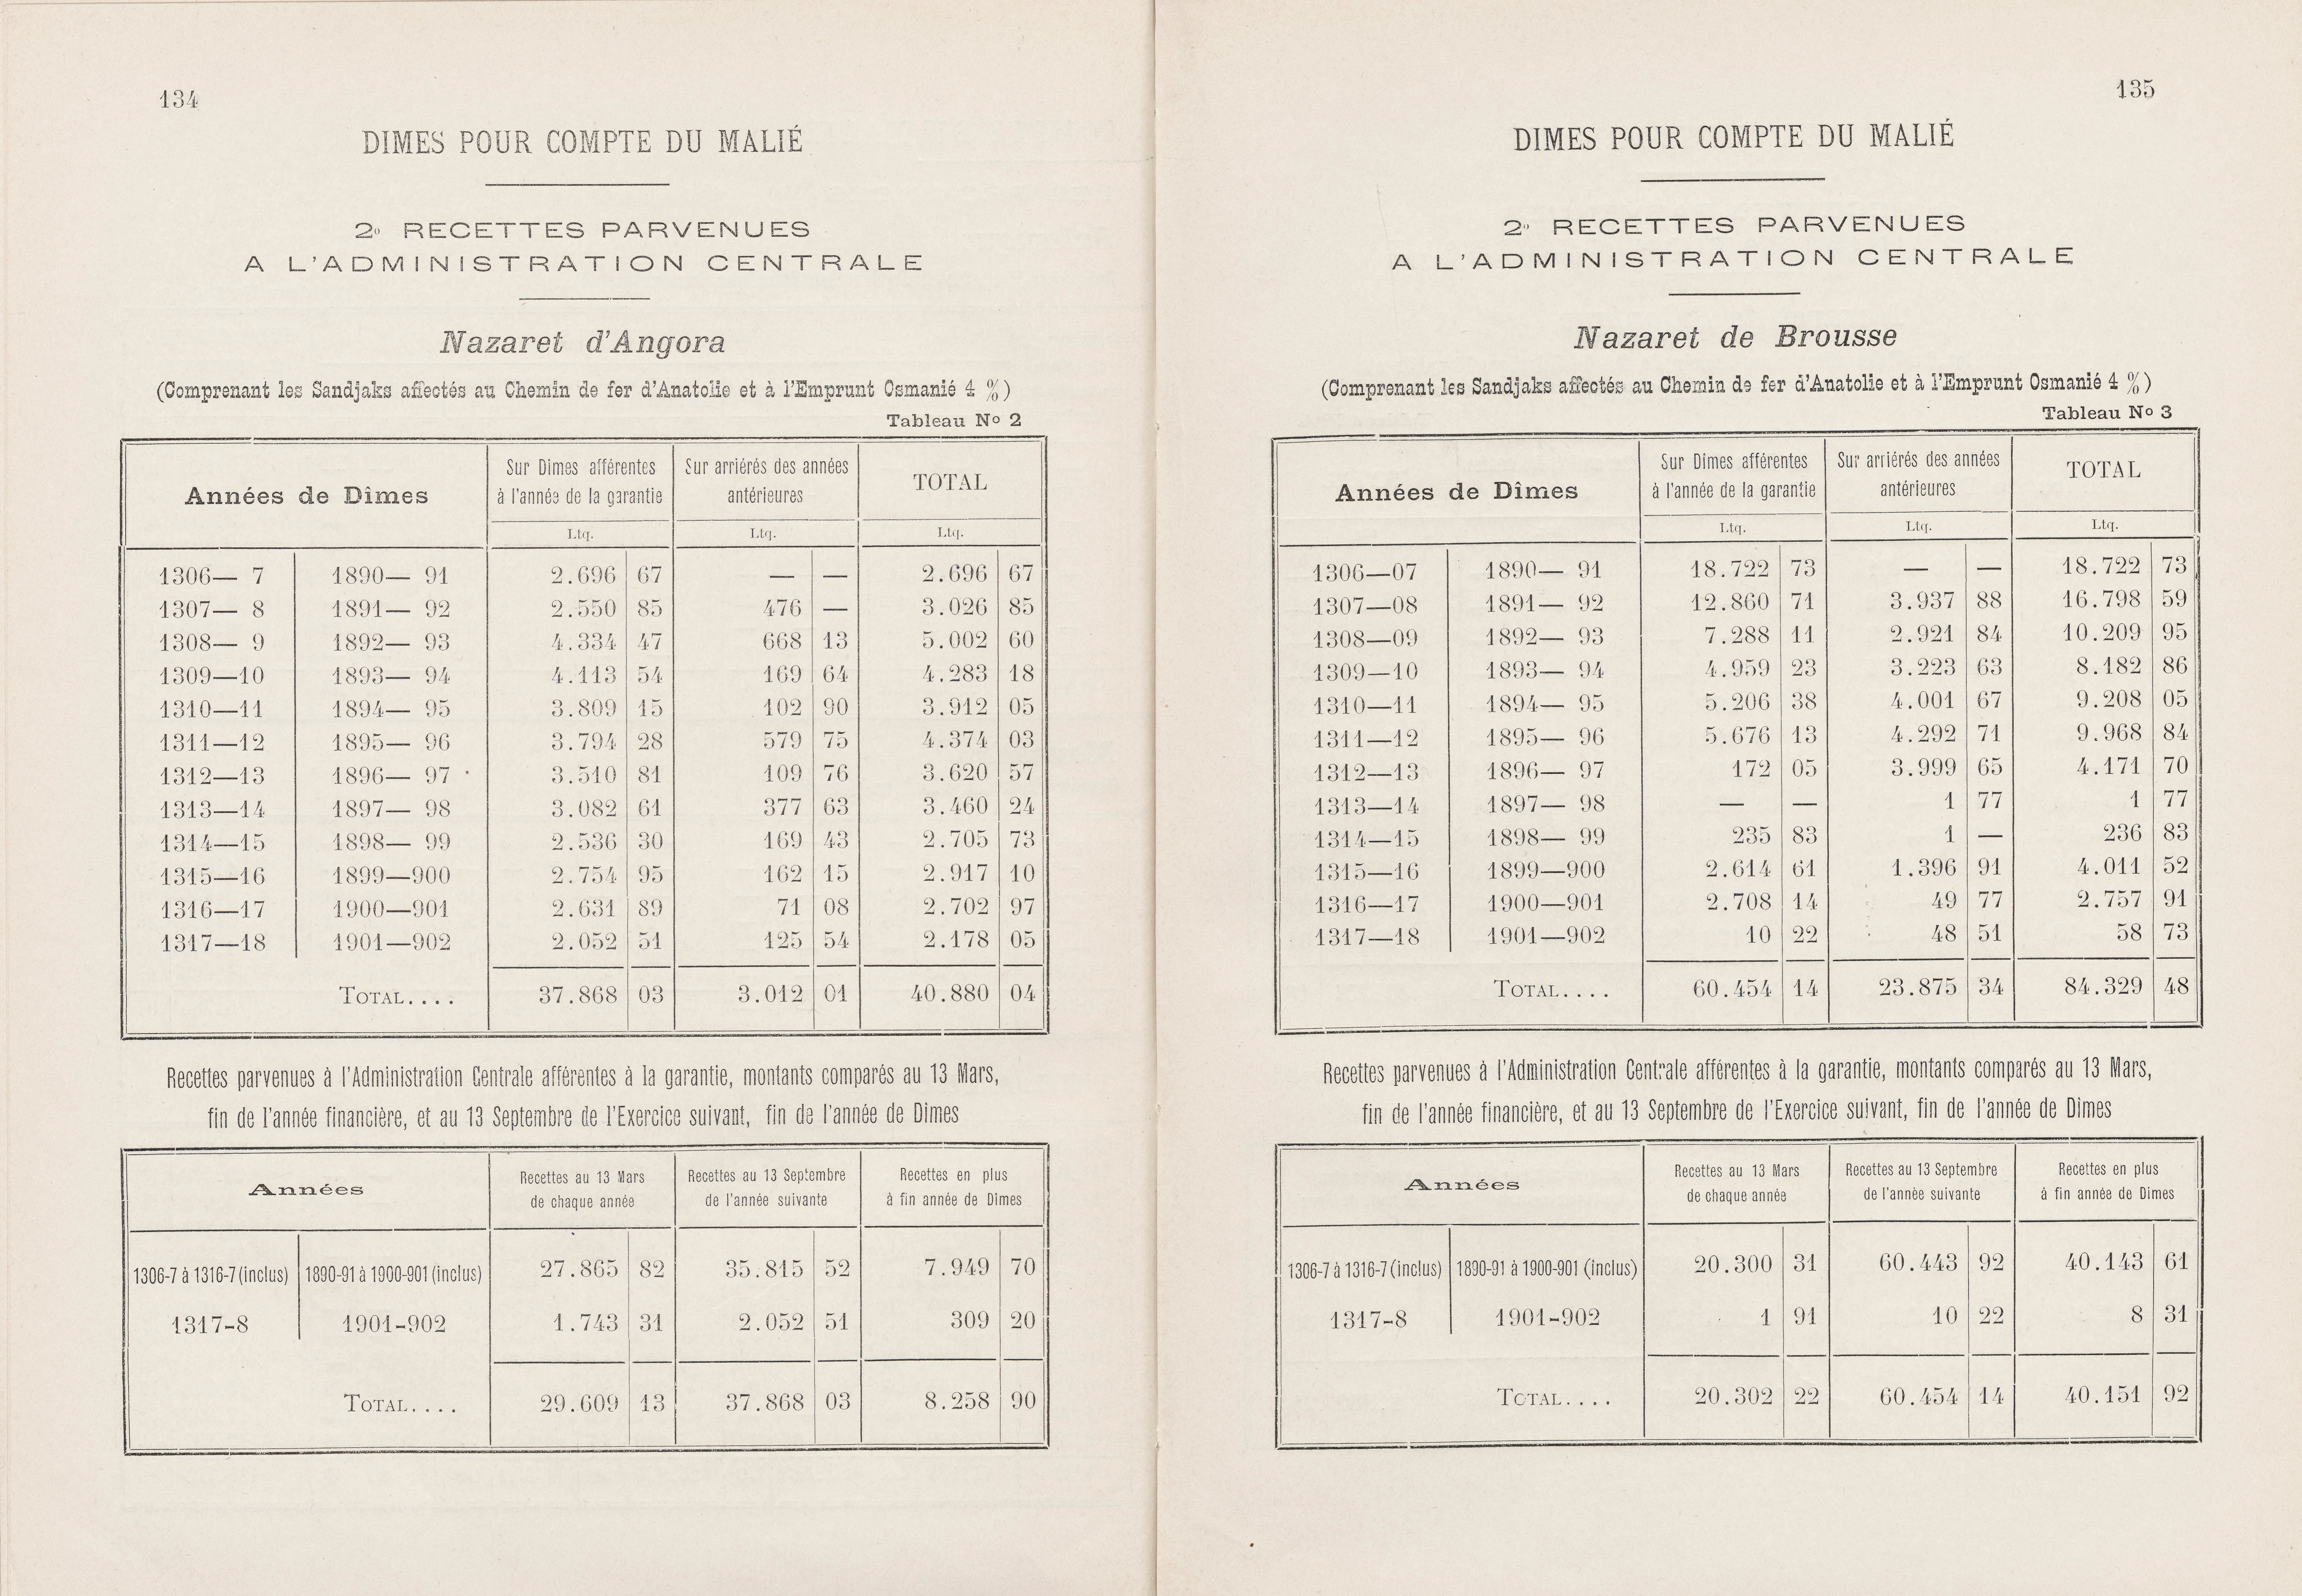 134
DIMES POUR COMPTE DU MALIÉ
2º RECETTES PARVENUES
A L'ADMINISTRATION CENTRALE
Nazaret d'Angora
(Comprenant les Sandjaks affectés au Chemin de fer d'Anatolie et à l'Emprunt Osmanié 4 %)
Tableau Nº 2
Années de Dîmes | Sur Dimes afférentes à l'année de la garantie | Sur arriérés des années antérieures | TOTAL
Ltq. | Ltq. | Ltq.
1306— 7 | 1890— 91 | 2.696 | 67 | — | — | 2.696 | 67
1307— 8 | 1891— 92 | 2.550 | 85 | 476 | — | 3.026 | 85
1308— 9 | 1892— 93 | 4.334 | 47 | 668 | 13 | 5.002 | 60
1309—10 | 1893— 94 | 4.113 | 54 | 169 | 64 | 4.283 | 18
1310—11 | 1894— 95 | 3.809 | 15 | 102 | 90 | 3.912 | 05
1311—12 | 1895— 96 | 3.794 | 28 | 579 | 75 | 4.374 | 03
1312—13 | 1896— 97 | 3.510 | 81 | 109 | 76 | 3.620 | 57
1313—14 | 1897— 98 | 3.082 | 61 | 377 | 63 | 3.460 | 24
1314—15 | 1898— 99 | 2.536 | 30 | 169 | 43 | 2.705 | 73
1315—16 | 1899—900 | 2.754 | 95 | 162 | 15 | 2.917 | 10
1316—17 | 1900—901 | 2.631 | 89 | 71 | 08 | 2.702 | 97
1317—18 | 1901—902 | 2.052 | 51 | 125 | 54 | 2.178 | 05
TOTAL.... | 37.868 | 03 | 3.012 | 01 | 40.880 | 04
Recettes parvenues à l'Administration Centrale afférentes à la garantie, montants comparés au 13 Mars,
fin de l'année financière, et au 13 Septembre de l'Exercice suivant, fin de l'année de Dimes
Années | Recettes au 13 Mars de chaque année | Recettes au 13 Septembre de l'année suivante | Recettes en plus à fin année de Dimes
1306-7 à 1316-7 (inclus) | 1890-91 à 1900-901 (inclus) | 27.865 | 82 | 35.815 | 52 | 7.949 | 70
1317-8 | 1901-902 | 1.743 | 31 | 2.052 | 51 | 309 | 20
TOTAL.... | 29.609 | 13 | 37.868 | 03 | 8.258 | 90
135
DIMES POUR COMPTE DU MALIÉ
2º RECETTES PARVENUES
A L'ADMINISTRATION CENTRALE
Nazaret de Brousse
(Comprenant les Sandjaks affectés au Chemin de fer d'Anatolie et à l'Emprunt Osmanié 4 %)
Tableau Nº 3
Années de Dîmes | Sur Dimes afférentes à l'année de la garantie | Sur arriérés des années antérieures | TOTAL
Ltq. | Ltq. | Ltq.
1306—07 | 1890— 91 | 18.722 | 73 | — | — | 18.722 | 73
1307—08 | 1891— 92 | 12.860 | 71 | 3.937 | 88 | 16.798 | 59
1308—09 | 1892— 93 | 7.288 | 11 | 2.921 | 84 | 10.209 | 95
1309—10 | 1893— 94 | 4.959 | 23 | 3.223 | 63 | 8.182 | 86
1310—11 | 1894— 95 | 5.206 | 38 | 4.001 | 67 | 9.208 | 05
1311—12 | 1895— 96 | 5.676 | 13 | 4.292 | 71 | 9.968 | 84
1312—13 | 1896— 97 | 172 | 05 | 3.999 | 65 | 4.171 | 70
1313—14 | 1897— 98 | — | — | 1 | 77 | 1 | 77
1314—15 | 1898— 99 | 235 | 83 | 1 | — | 236 | 83
1315—16 | 1899—900 | 2.614 | 61 | 1.396 | 91 | 4.011 | 52
1316—17 | 1900—901 | 2.708 | 14 | 49 | 77 | 2.757 | 91
1317—18 | 1901—902 | 10 | 22 | 48 | 51 | 58 | 73
TOTAL.... | 60.454 | 14 | 23.875 | 34 | 84.329 | 48
Recettes parvenues à l'Administration Centrale afférentes à la garantie, montants comparés au 13 Mars,
fin de l'année financière, et au 13 Septembre de l'Exercice suivant, fin de l'année de Dimes
Années | Recettes au 13 Mars de chaque année | Recettes au 13 Septembre de l'année suivante | Recettes en plus à fin année de Dimes
1306-7 à 1316-7 (inclus) | 1890-91 à 1900-901 (inclus) | 20.300 | 31 | 60.443 | 92 | 40.143 | 61
1317-8 | 1901-902 | 1 | 91 | 10 | 22 | 8 | 31
TOTAL.... | 20.302 | 22 | 60.454 | 14 | 40.151 | 92